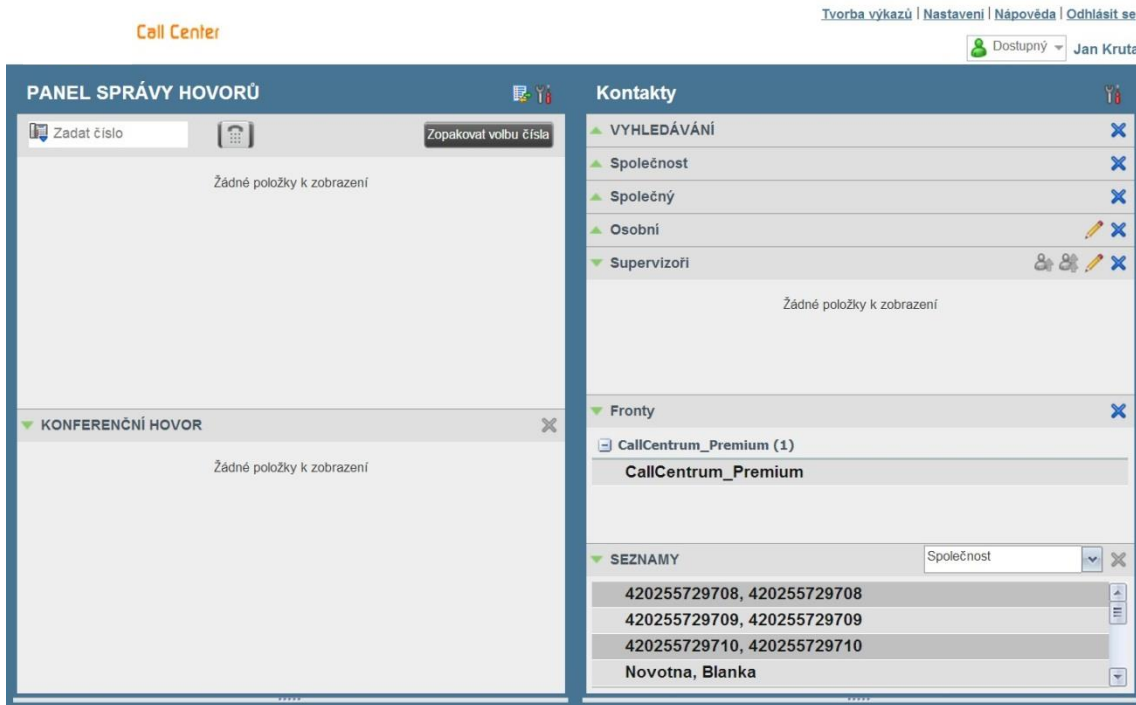 Tvorba výkazů | Nastavení | Nápověda | Odhlásit se
Call Center
Dostupný Jan Kruta
PANEL SPRÁVY HOVORŮ
Zadat číslo Zopakovat volbu čísla
Žádné položky k zobrazení
KONFERENČNÍ HOVOR
Žádné položky k zobrazení
Kontakty
VYHLEDÁVÁNÍ
Společnost
Společný
Osobní
Supervizoři
Žádné položky k zobrazení
Fronty
CallCentrum_Premium (1)
CallCentrum_Premium
SEZNAMY Společnost
420255729708, 420255729708
420255729709, 420255729709
420255729710, 420255729710
Novotna, Blanka